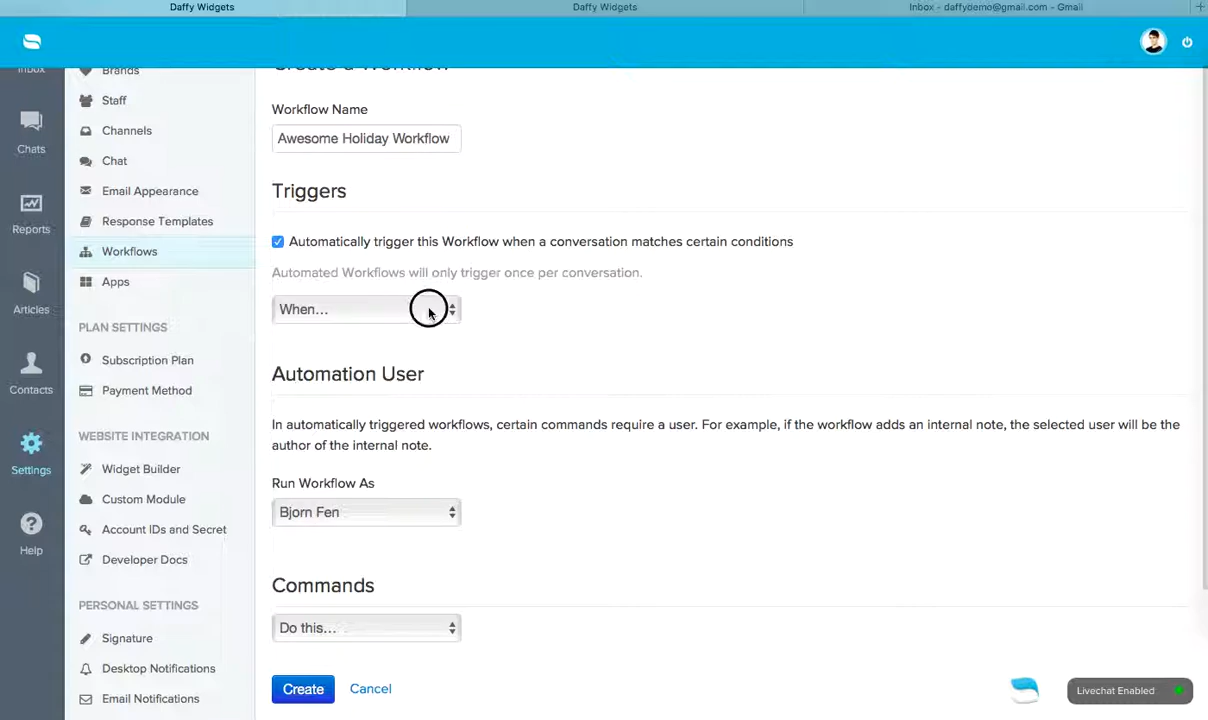 Daffy Widgets
Daffy Widgets
Inbox - daffydemo@gmail.com - Gmail
Inbox
Chats
Reports
Articles
Contacts
Settings
Help
Brands
Staff
Channels
Chat
Email Appearance
Response Templates
Workflows
Apps
PLAN SETTINGS
Subscription Plan
Payment Method
WEBSITE INTEGRATION
Widget Builder
Custom Module
Account IDs and Secret
Developer Docs
PERSONAL SETTINGS
Signature
Desktop Notifications
Email Notifications
Create a Workflow
Workflow Name
Awesome Holiday Workflow
Triggers
Automatically trigger this Workflow when a conversation matches certain conditions
Automated Workflows will only trigger once per conversation.
When...
Automation User
In automatically triggered workflows, certain commands require a user. For example, if the workflow adds an internal note, the selected user will be the
author of the internal note.
Run Workflow As
Bjorn Fen
Commands
Do this...
Create Cancel
Livechat Enabled